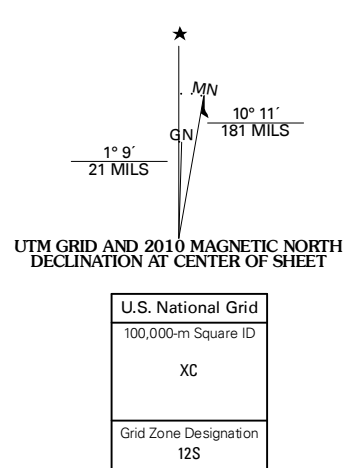 ★
MN
10° 11´
181 MILS
GN
1° 9´
21 MILS
UTM GRID AND 2010 MAGNETIC NORTH
DECLINATION AT CENTER OF SHEET
U.S. National Grid
100,000-m Square ID
XC
Grid Zone Designation
12S